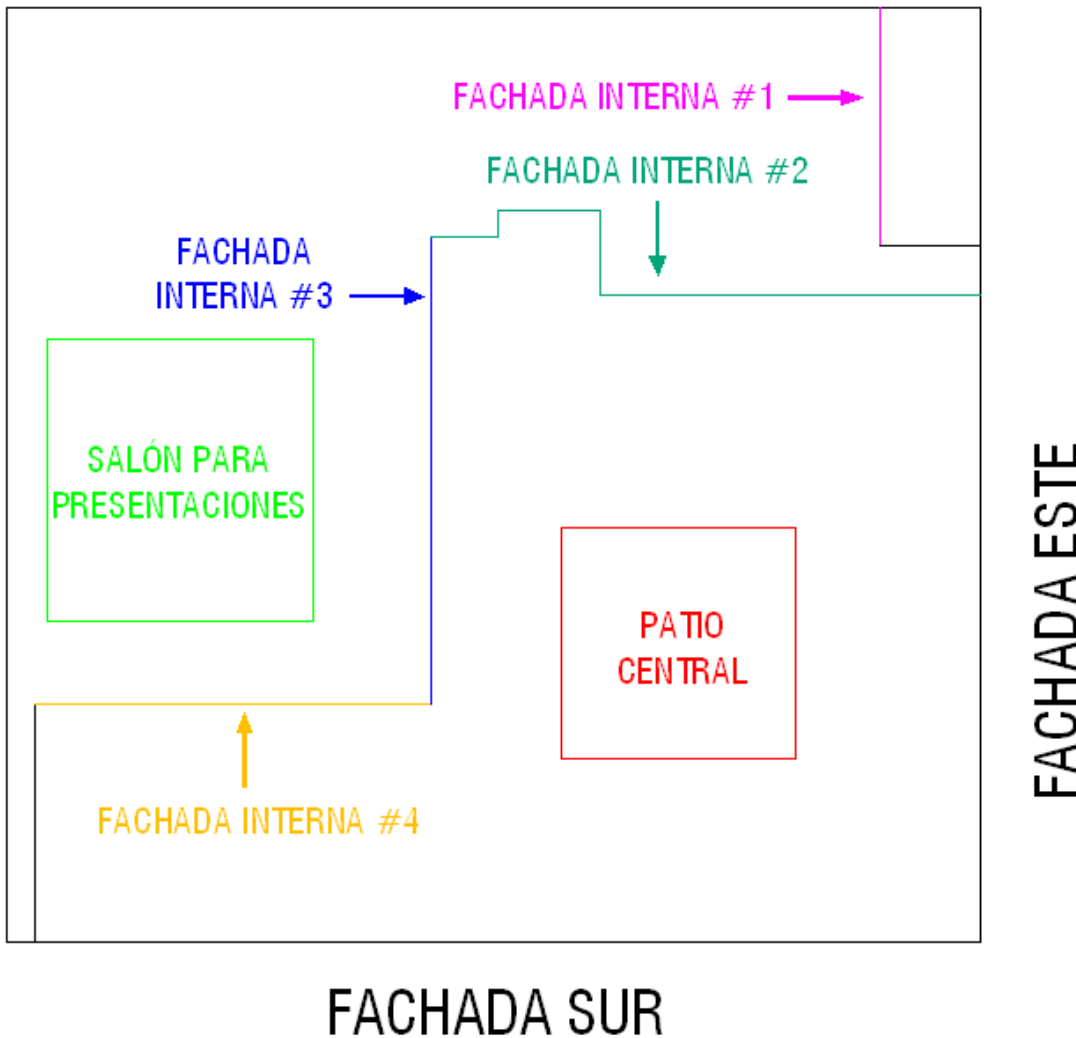 FACHADA INTERNA #1
FACHADA INTERNA #2
FACHADA
INTERNA #3
SALÓN PARA
PRESENTACIONES
PATIO
CENTRAL
FACHADA INTERNA #4
FACHADA ESTE
FACHADA SUR